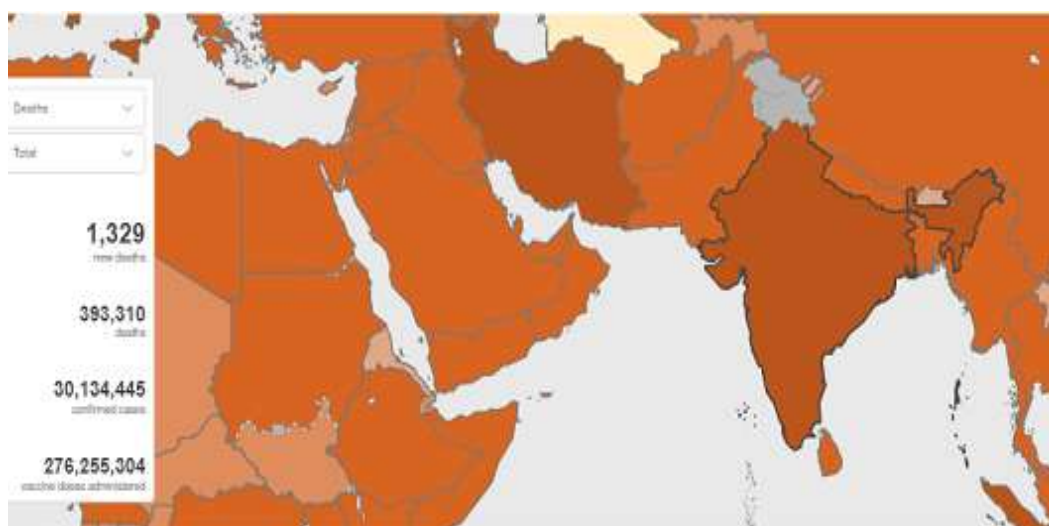 Deaths
Total
1,329
new deaths
393,310
deaths
30,134,445
confirmed cases
276,255,304
vaccine doses administered